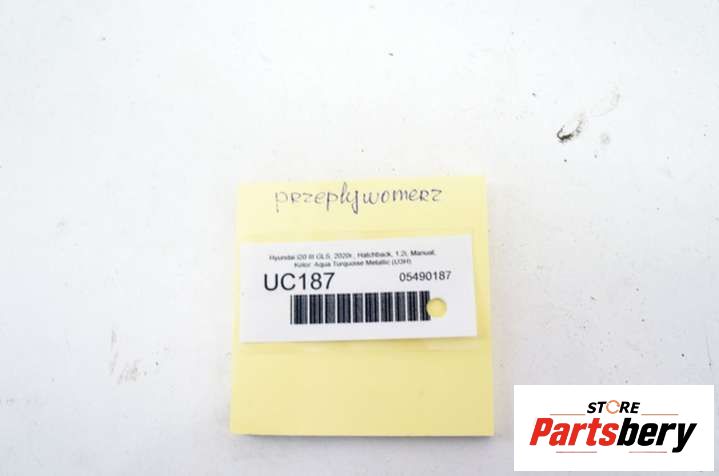 przepływomerz
Hyundai i20 III GLS, 2020r., Hatchback, 1.2i, Manual,
Kolor: Aqua Turquoise Metallic (U3H)
UC187 05490187
STORE
Partsbery